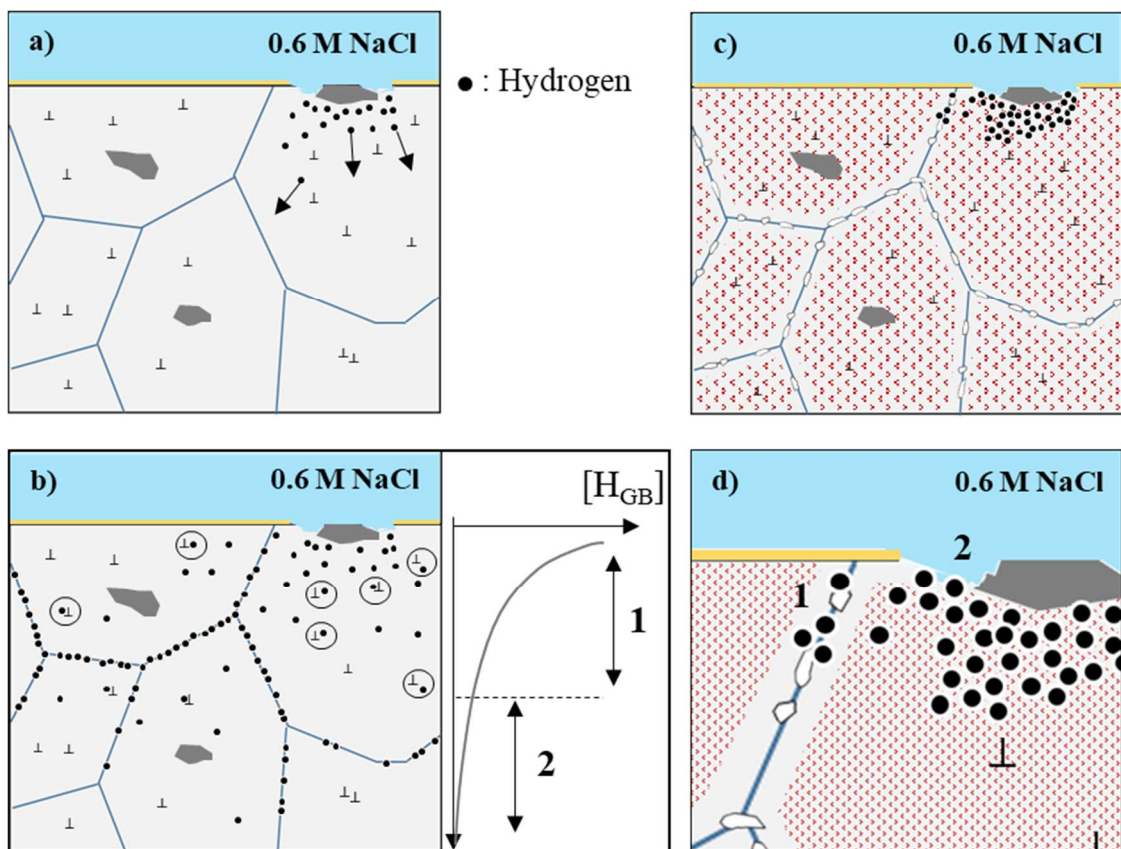 a)
0.6 M NaCl
● : Hydrogen
c)
0.6 M NaCl
b)
0.6 M NaCl
[H_GB]
1
2
d)
0.6 M NaCl
2
1